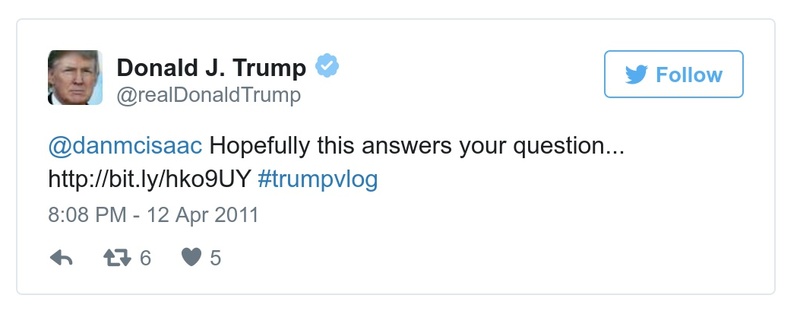 Donald J. Trump
@realDonaldTrump
Follow
@danmcisaac Hopefully this answers your question...
http://bit.ly/hko9UY #trumpvlog
8:08 PM - 12 Apr 2011
6 5